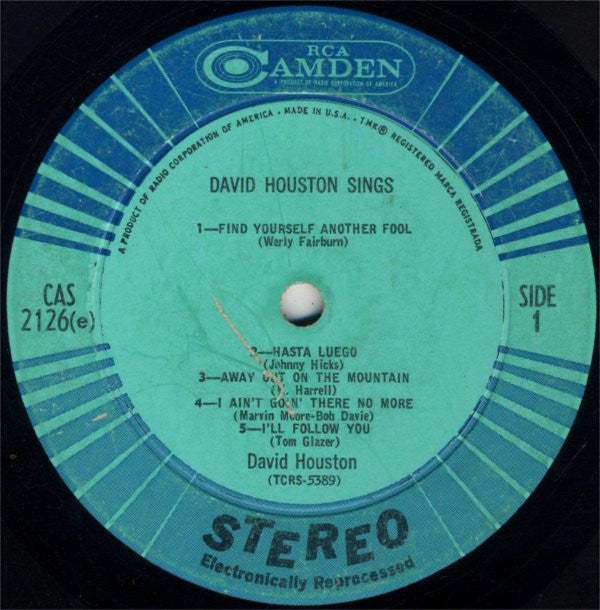 RCA
CAMDEN
A PRODUCT OF RADIO CORPORATION OF AMERICA
A PRODUCT OF RADIO CORPORATION OF AMERICA • MADE IN U.S.A. • TMK® REGISTERED MARCA REGISTRADA
DAVID HOUSTON SINGS
1—FIND YOURSELF ANOTHER FOOL
(Werly Fairburn)
CAS
2126(e)
SIDE
1
2—HASTA LUEGO
(Johnny Hicks)
3—AWAY OUT ON THE MOUNTAIN
Harrell)
4—I AIN'T GOIN' THERE NO MORE
(Marvin Moore-Bob Davie)
5—I'LL FOLLOW YOU
(Tom Glazer)
David Houston
(TCRS-5389)
STEREO
Electronically Reprocessed